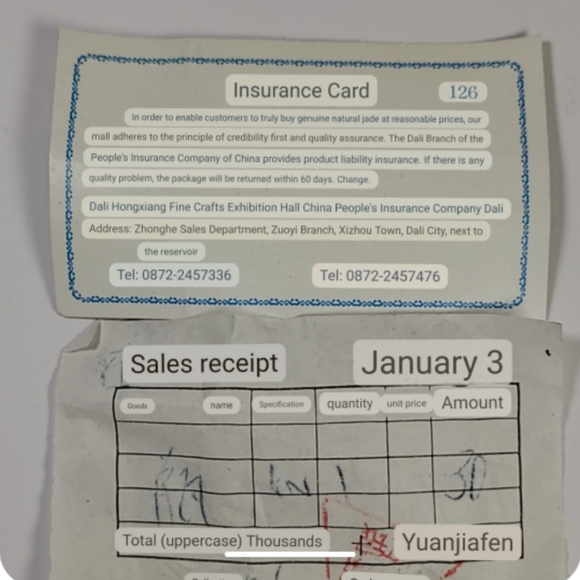 Insurance Card
126
In order to enable customers to truly buy genuine natural jade at reasonable prices, our
mall adheres to the principle of credibility first and quality assurance. The Dali Branch of the
People's Insurance Company of China provides product liability insurance. If there is any
quality problem, the package will be returned within 60 days. Change.
Dali Hongxiang Fine Crafts Exhibition Hall China People's Insurance Company Dali
Address: Zhonghe Sales Department, Zuoyi Branch, Xizhou Town, Dali City, next to
the reservoir
Tel: 0872-2457336 Tel: 0872-2457476
Sales receipt January 3
Goods name Specification quantity unit price Amount
1
Total (uppercase) Thousands Yuanjiafen